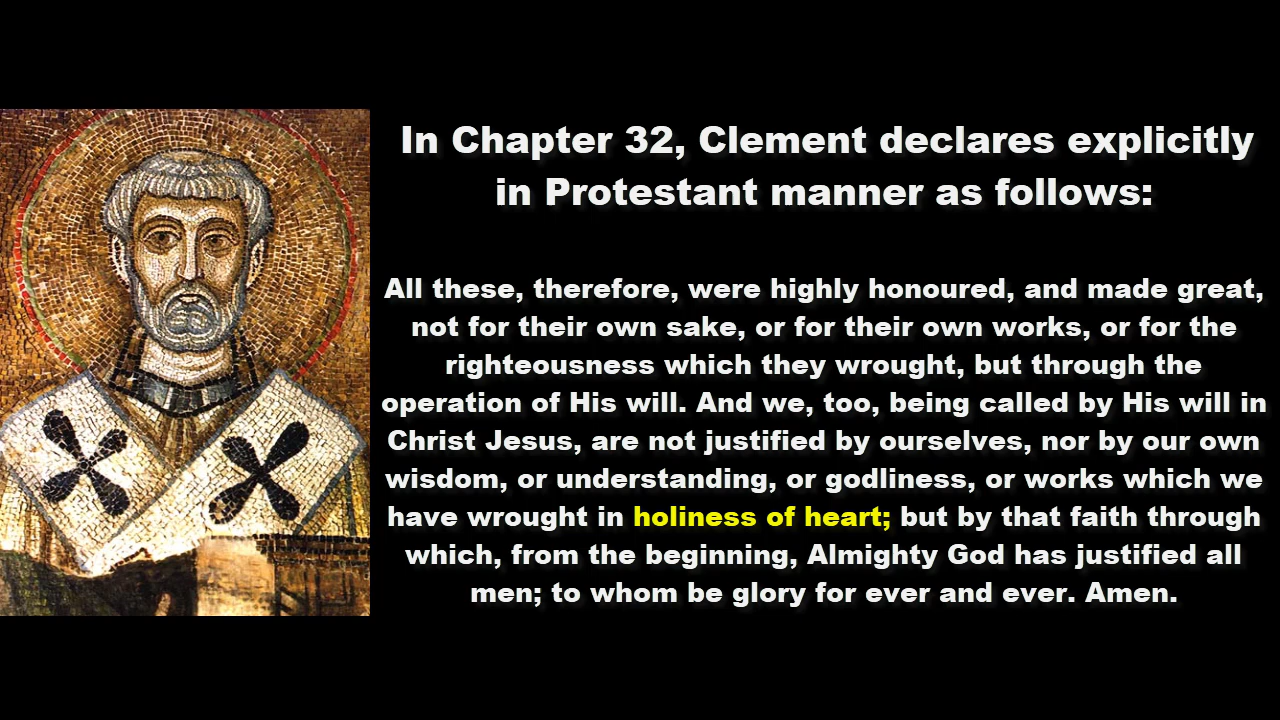 In Chapter 32, Clement declares explicitly
in Protestant manner as follows:
All these, therefore, were highly honoured, and made great,
not for their own sake, or for their own works, or for the
righteousness which they wrought, but through the
operation of His will. And we, too, being called by His will in
Christ Jesus, are not justified by ourselves, nor by our own
wisdom, or understanding, or godliness, or works which we
have wrought in holiness of heart; but by that faith through
which, from the beginning, Almighty God has justified all
men; to whom be glory for ever and ever. Amen.